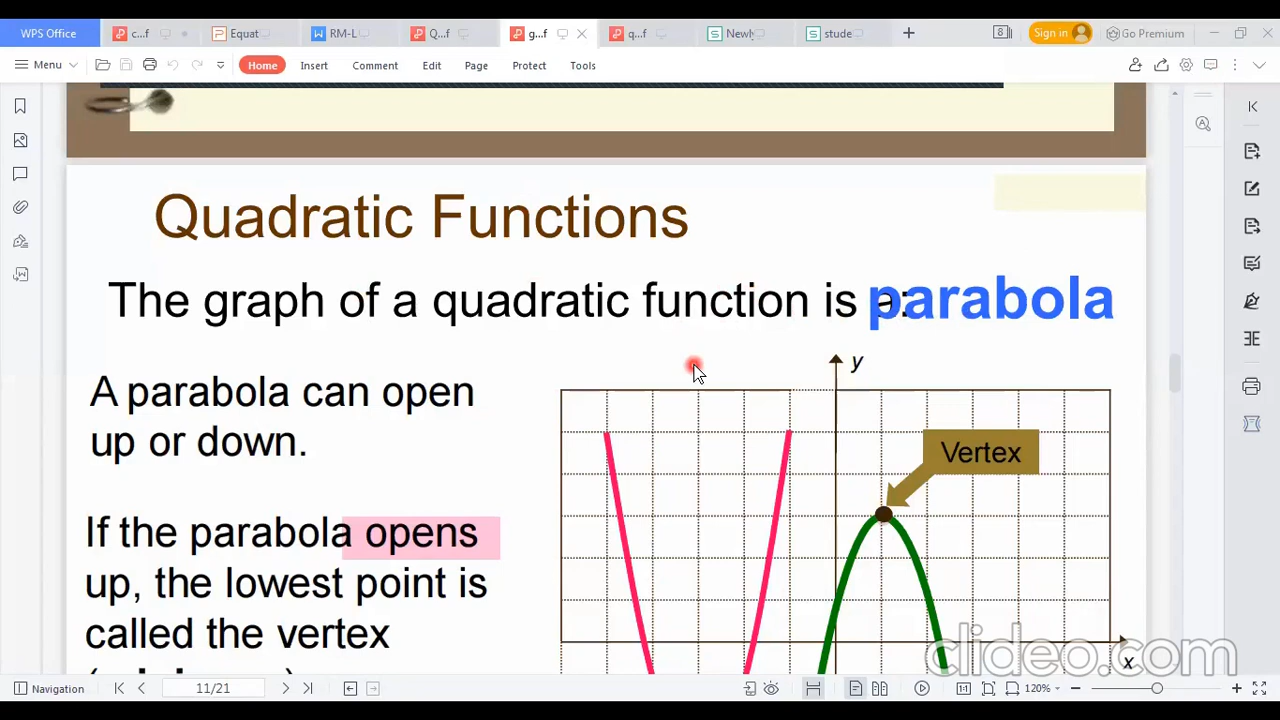 WPS Office
c...f
Equat
RM-L
Q...f
g...f
q...f
Newly
stude
8
Sign in
Go Premium
Menu
Home
Insert
Comment
Edit
Page
Protect
Tools
Quadratic Functions
The graph of a quadratic function is a:
parabola
A parabola can open
up or down.
y
Vertex
If the parabola opens
up, the lowest point is
called the vertex
x
clideo.com
Navigation
11/21
120%